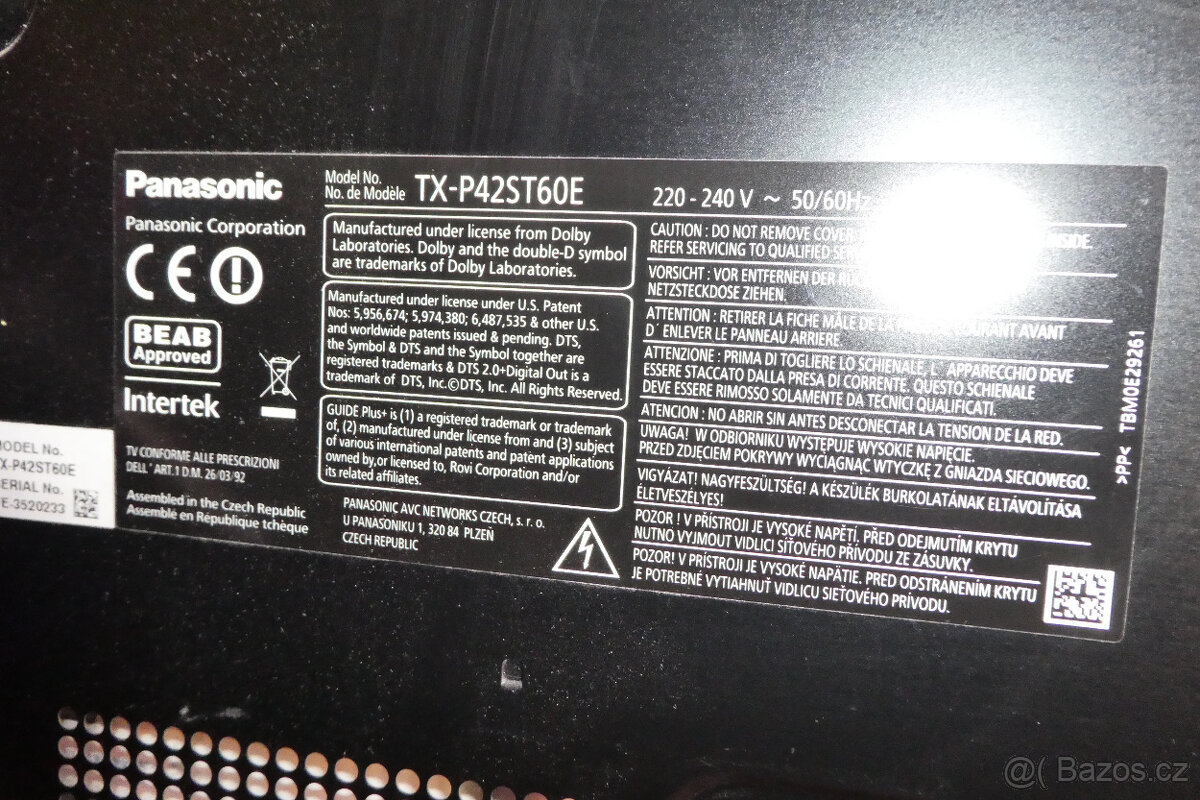 Panasonic
Panasonic Corporation
CE
BEAB
Approved
Intertek
TV CONFORME ALLE PRESCRIZIONI
DELL' ART.1 D.M. 26/03/92
Assembled in the Czech Republic
Assemble en République tchèque
MODEL No.
X-P42ST60E
SERIAL No.
E-3520233
Model No.
No. de Modèle TX-P42ST60E
220 - 240 V ~ 50/60Hz
Manufactured under license from Dolby
Laboratories. Dolby and the double-D symbol
are trademarks of Dolby Laboratories.
Manufactured under license under U.S. Patent
Nos: 5,956,674; 5,974,380; 6,487,535 & other U.S.
and worldwide patents issued & pending. DTS,
the Symbol & DTS and the Symbol together are
registered trademarks & DTS 2.0+Digital Out is a
trademark of DTS, Inc.©DTS, Inc. All Rights Reserved.
GUIDE Plus+ is (1) a registered trademark or trademark
of, (2) manufactured under license from and (3) subject
of various international patents and patent applications
owned by,or licensed to, Rovi Corporation and/or
its related affiliates.
PANASONIC AVC NETWORKS CZECH, s. r. o.
U PANASONIKU 1, 320 84 PLZEŇ
CZECH REPUBLIC
CAUTION : DO NOT REMOVE COVER. INSIDE.
REFER SERVICING TO QUALIFIED
VORSICHT : VOR ENTFERNEN DER
NETZSTECKDOSE ZIEHEN.
ATTENTION : RETIRER LA FICHE MALE DE LA COURANT AVANT
D' ENLEVER LE PANNEAU ARRIERE
ATTENZIONE : PRIMA DI TOGLIERE LO SCHIENALE, L' APPARECCHIO DEVE
ESSERE STACCATO DALLA PRESA DI CORRENTE. QUESTO SCHIENALE
DEVE ESSERE RIMOSSO SOLAMENTE DA TECNICI QUALIFICATI.
ATENCION : NO ABRIR SIN ANTES DESCONECTAR LA TENSION DE LA RED.
UWAGA! W ODBIORNIKU WYSTĘPUJE WYSOKIE NAPIĘCIE.
PRZED ZDJĘCIEM POKRYWY WYCIĄGNĄĆ WTYCZKĘ Z GNIAZDA SIECIOWEGO.
VIGYÁZAT! NAGYFESZÜLTSÉG! A KÉSZÜLÉK BURKOLATÁNAK ELTÁVOLÍTÁSA
ÉLETVESZÉLYES!
POZOR ! V PŘÍSTROJI JE VYSOKÉ NAPĚTÍ, PŘED ODEJMUTÍM KRYTU
NUTNO VYJMOUT VIDLICI SÍŤOVÉHO PŘÍVODU ZE ZÁSUVKY.
POZOR! V PRÍSTROJI JE VYSOKÉ NAPÄTIE. PRED ODSTRÁNENÍM KRYTU
JE POTREBNÉ VYTIAHNUŤ VIDLICU SIEŤOVÉHO PRÍVODU.
>PP< TBM0E29261
@( Bazos.cz